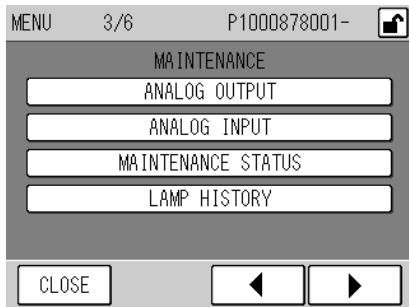 MENU 3/6 P1000878001-
MAINTENANCE
ANALOG OUTPUT
ANALOG INPUT
MAINTENANCE STATUS
LAMP HISTORY
CLOSE